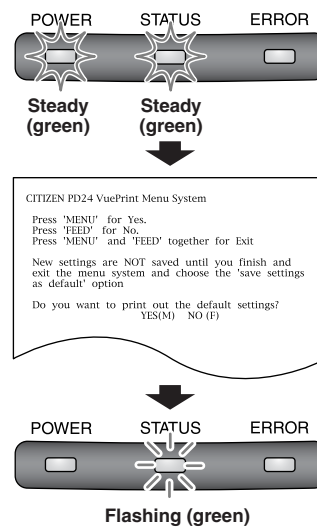 POWER STATUS ERROR
Steady Steady
(green) (green)
CITIZEN PD24 VuePrint Menu System
Press 'MENU' for Yes.
Press 'FEED' for No.
Press 'MENU' and 'FEED' together for Exit
New settings are NOT saved until you finish and
exit the menu system and choose the 'save settings
as default' option
Do you want to print out the default settings?
YES(M) NO (F)
POWER STATUS ERROR
Flashing (green)